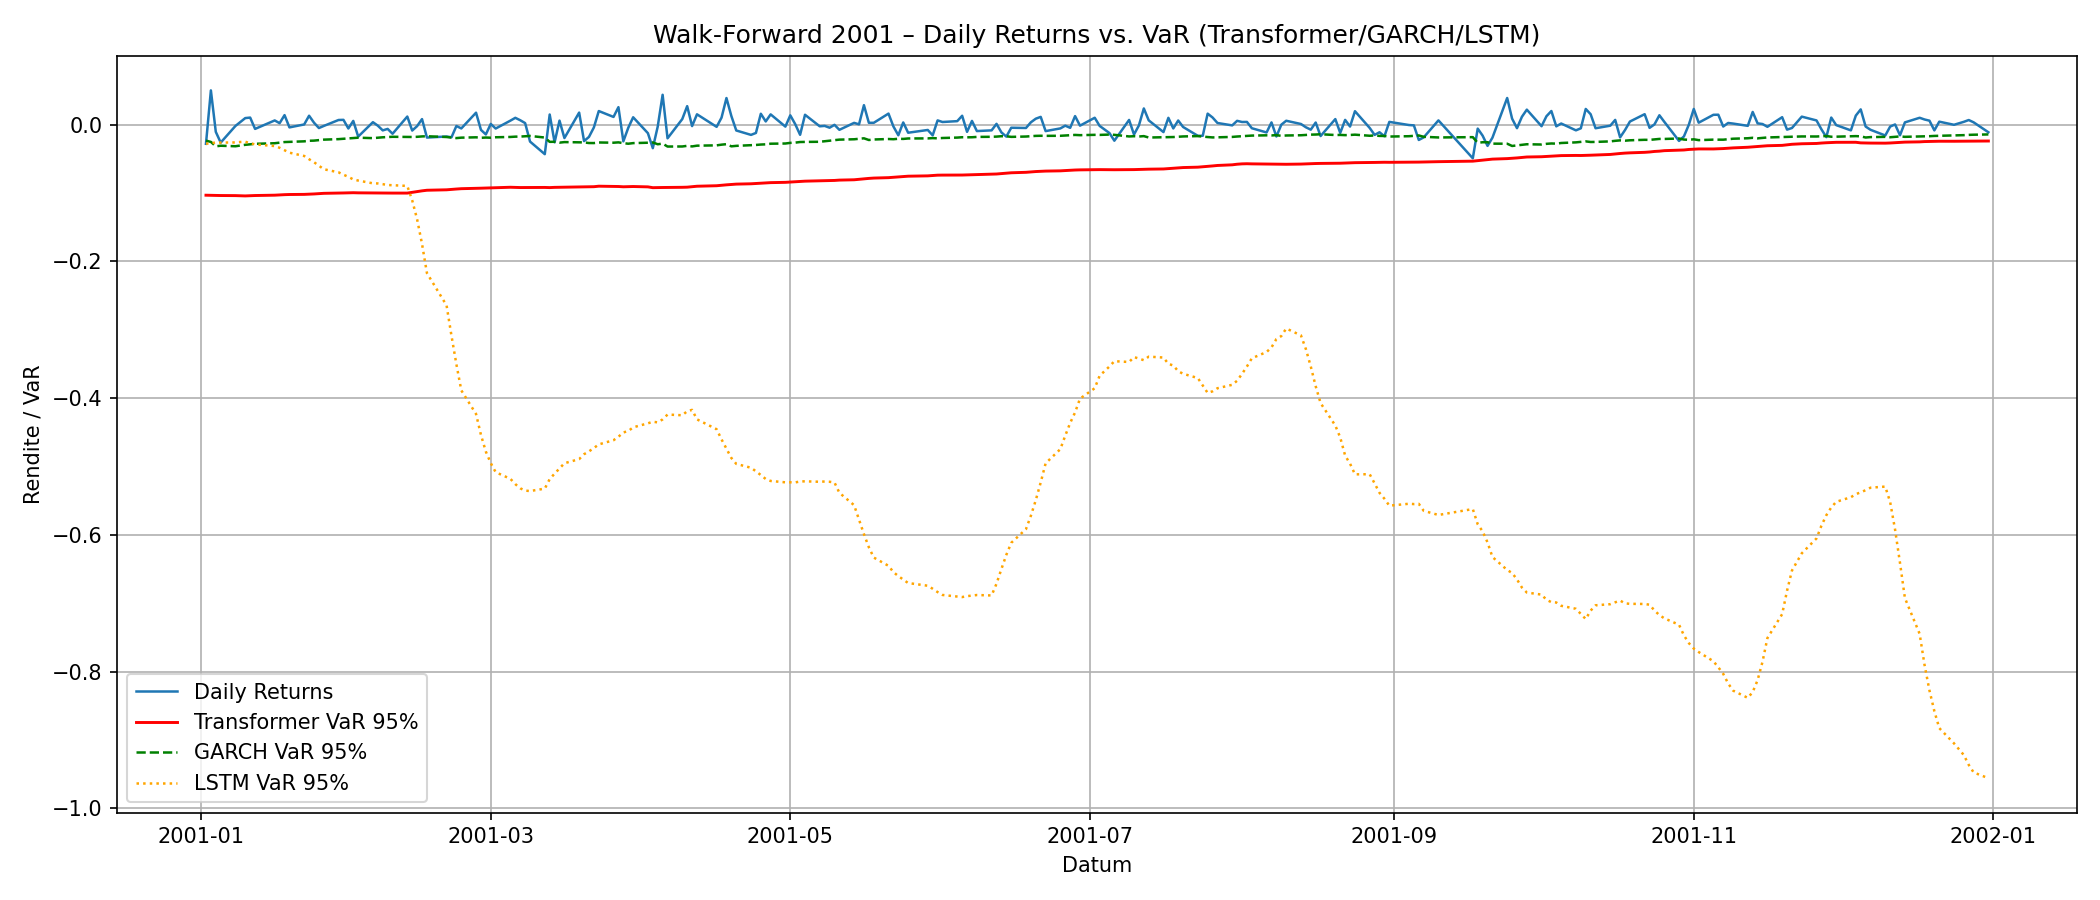 Walk-Forward 2001 – Daily Returns vs. VaR (Transformer/GARCH/LSTM)
Rendite / VaR
0.0
−0.2
−0.4
−0.6
−0.8
−1.0
Daily Returns
Transformer VaR 95%
GARCH VaR 95%
LSTM VaR 95%
2001-01 2001-03 2001-05 2001-07 2001-09 2001-11 2002-01
Datum